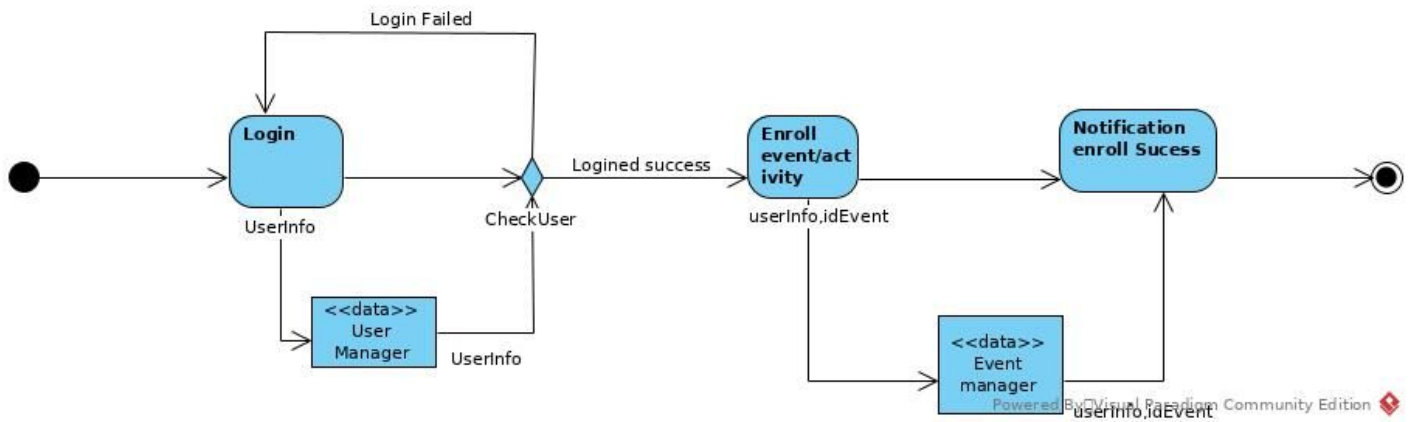 Login Failed
Login
Enroll
event/act
ivity
Notification
enroll Sucess
Logined success
UserInfo
CheckUser
userInfo,idEvent
<<data>>
User
Manager
UserInfo
<<data>>
Event
manager
Powered By Visual Paradigm Community Edition
userInfo,idEvent